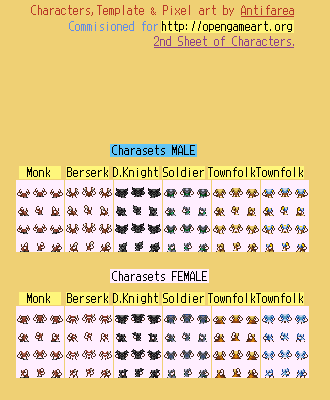 Characters, Template & Pixel art by Antifarea
Commisioned for http://opengameart.org
2nd Sheet of Characters.
Charasets MALE
Monk Berserk D.Knight Soldier Townfolk Townfolk
Charasets FEMALE
Monk Berserk D.Knight Soldier Townfolk Townfolk